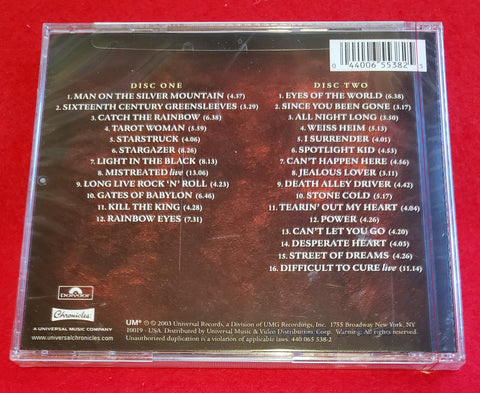 0 44006 55382 5
DISC ONE
1. MAN ON THE SILVER MOUNTAIN (4.37)
2. SIXTEENTH CENTURY GREENSLEEVES (3.29)
3. CATCH THE RAINBOW (6.38)
4. TAROT WOMAN (5.59)
5. STARSTRUCK (4.06)
6. STARGAZER (8.26)
7. LIGHT IN THE BLACK (8.13)
8. MISTREATED live (13.06)
9. LONG LIVE ROCK 'N' ROLL (4.23)
10. GATES OF BABYLON (6.46)
11. KILL THE KING (4.28)
12. RAINBOW EYES (7.31)
DISC TWO
1. EYES OF THE WORLD (6.38)
2. SINCE YOU BEEN GONE (3.17)
3. ALL NIGHT LONG (3.50)
4. WEISS HEIM (5.15)
5. I SURRENDER (4.01)
6. SPOTLIGHT KID (4.53)
7. CAN'T HAPPEN HERE (4.56)
8. JEALOUS LOVER (3.11)
9. DEATH ALLEY DRIVER (4.42)
10. STONE COLD (5.17)
11. TEARIN' OUT MY HEART (4.04)
12. POWER (4.26)
13. CAN'T LET YOU GO (4.20)
14. DESPERATE HEART (4.03)
15. STREET OF DREAMS (4.26)
16. DIFFICULT TO CURE live (11.14)
Polydor
Chronicles
A UNIVERSAL MUSIC COMPANY
www.universalchronicles.com
UM® ℗ © 2003 Universal Records, a Division of UMG Recordings, Inc. 1755 Broadway New York, NY
10019 - USA. Distributed by Universal Music & Video Distribution, Corp. Warning: All rights reserved.
Unauthorized duplication is a violation of applicable laws. 440 065 538-2